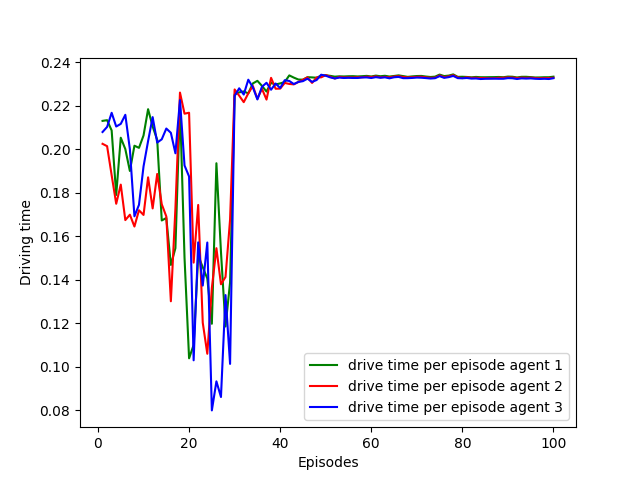 0.24
0.22
0.20
0.18
0.16
0.14
0.12
0.10
0.08
Driving time
drive time per episode agent 1
drive time per episode agent 2
drive time per episode agent 3
0 20 40 60 80 100
Episodes